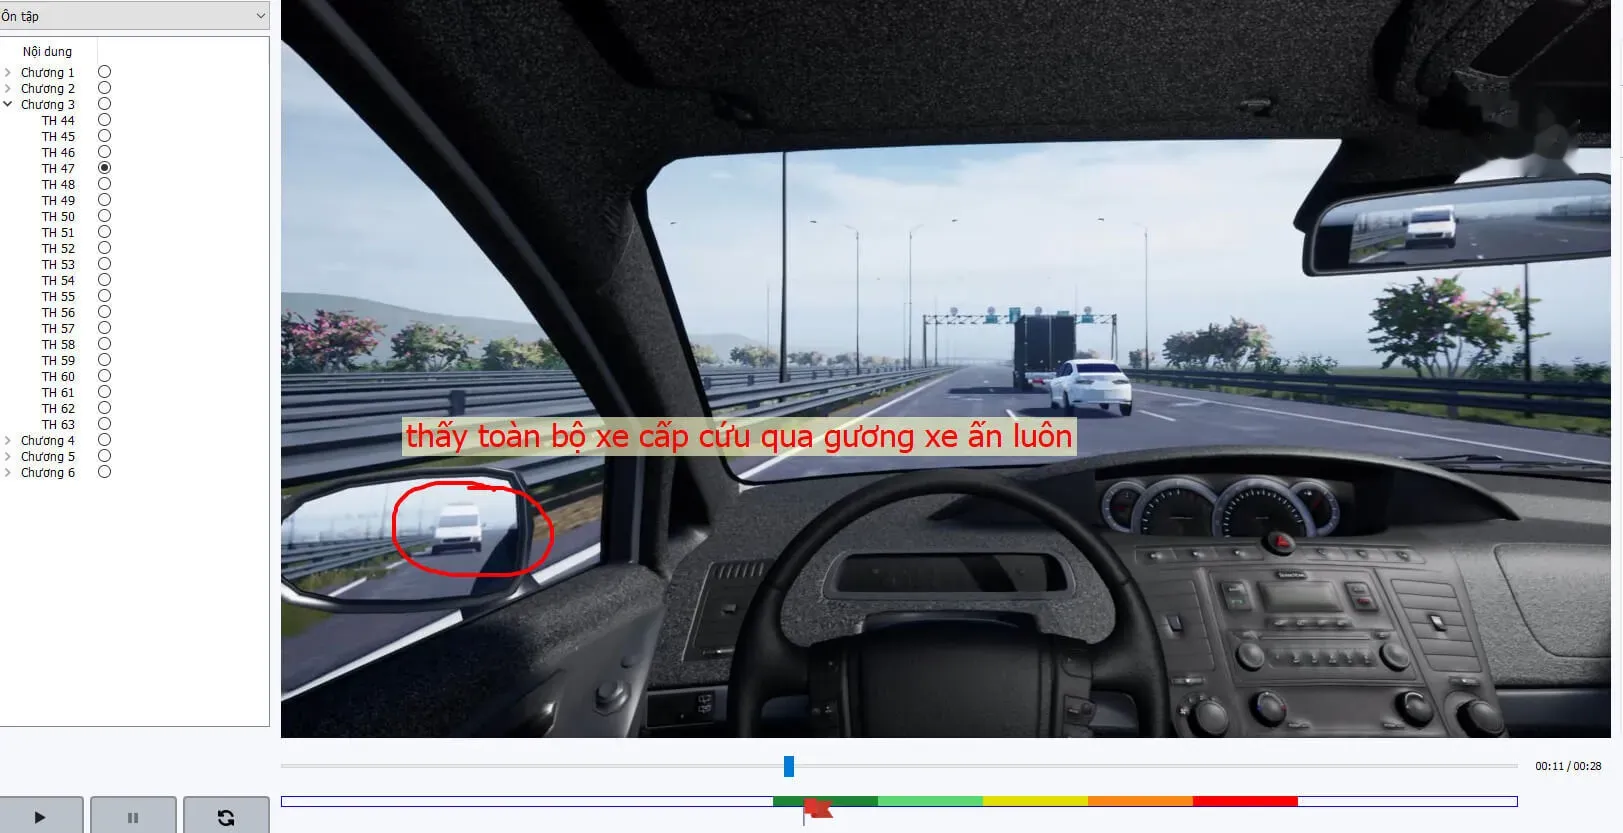 Ôn tập
Nội dung
Chương 1
Chương 2
Chương 3
TH 44
TH 45
TH 46
TH 47
TH 48
TH 49
TH 50
TH 51
TH 52
TH 53
TH 54
TH 55
TH 56
TH 57
TH 58
TH 59
TH 60
TH 61
TH 62
TH 63
Chương 4
Chương 5
Chương 6
thấy toàn bộ xe cấp cứu qua gương xe ấn luôn
00:11 / 00:28